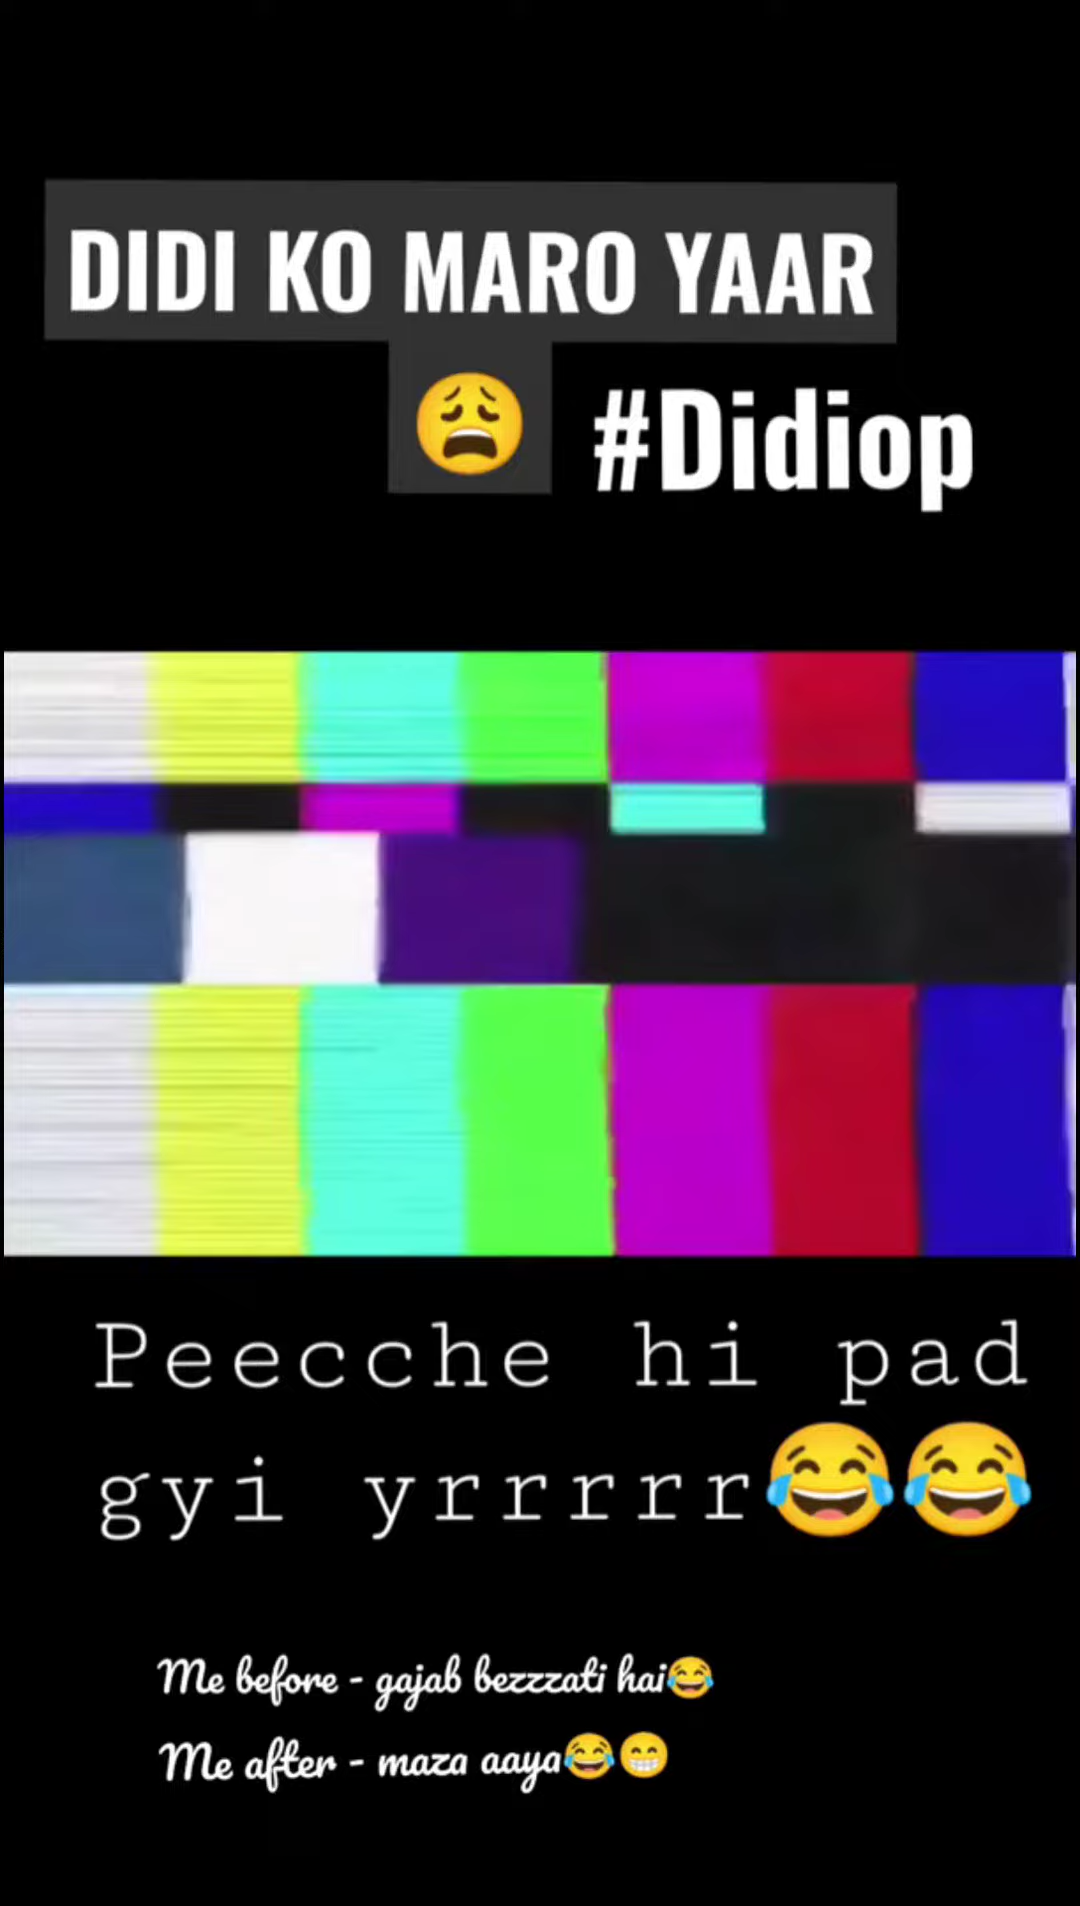 DIDI KO MARO YAAR
😩 #Didiop
Peecche hi pad
gyi yrrrrr😂😂
Me before - gajab bezzzati hai😂
Me after - maza aaya😂😁